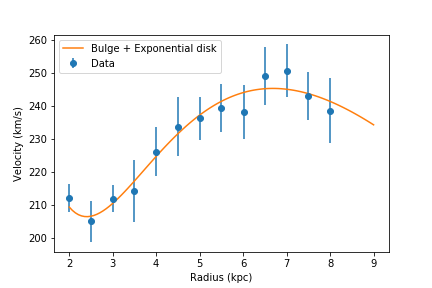 Bulge + Exponential disk
Data
Velocity (km/s)
260
250
240
230
220
210
200
2 3 4 5 6 7 8 9
Radius (kpc)